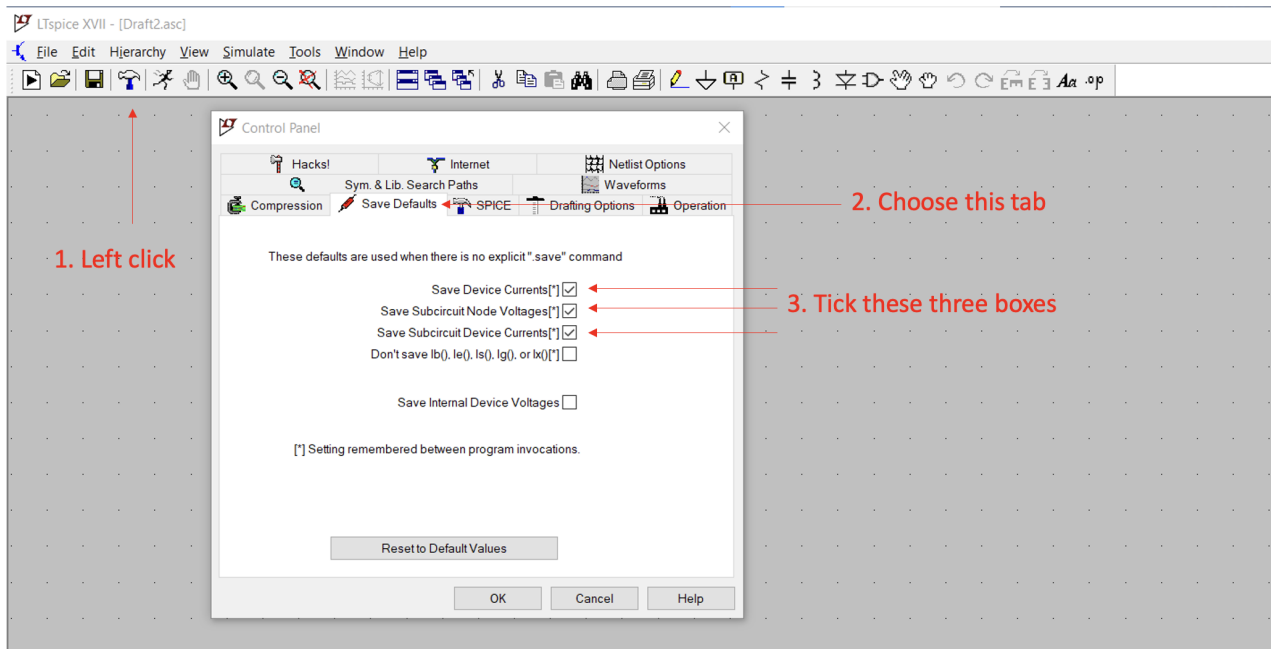 LTspice XVII - [Draft2.asc]
File Edit Hierarchy View Simulate Tools Window Help
Aa .op
Control Panel
Hacks! Internet Netlist Options
Sym. & Lib. Search Paths Waveforms
Compression Save Defaults SPICE Drafting Options Operation
2. Choose this tab
1. Left click
These defaults are used when there is no explicit ".save" command
Save Device Currents[*]
Save Subcircuit Node Voltages[*]
3. Tick these three boxes
Save Subcircuit Device Currents[*]
Don't save Ib(), Ie(), Is(), Ig(), or Ix()[*]
Save Internal Device Voltages
[*] Setting remembered between program invocations.
Reset to Default Values
OK Cancel Help